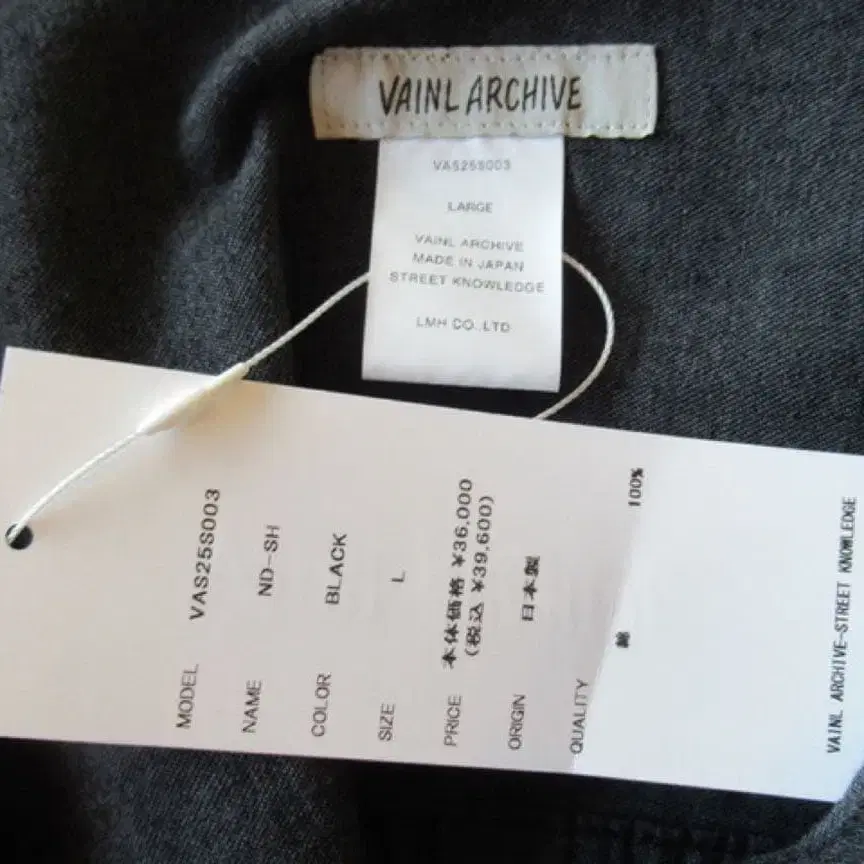 VAINL ARCHIVE
VAS25S003
LARGE
VAINL ARCHIVE
MADE IN JAPAN
STREET KNOWLEDGE
LMH CO.,LTD
MODEL VAS25S003
NAME ND-SH
COLOR BLACK
SIZE L
PRICE 本体価格 ¥36,000
(税込 ¥39,600)
ORIGIN 日本製
QUALITY
綿 100%
VAINL ARCHIVE-STREET KNOWLEDGE